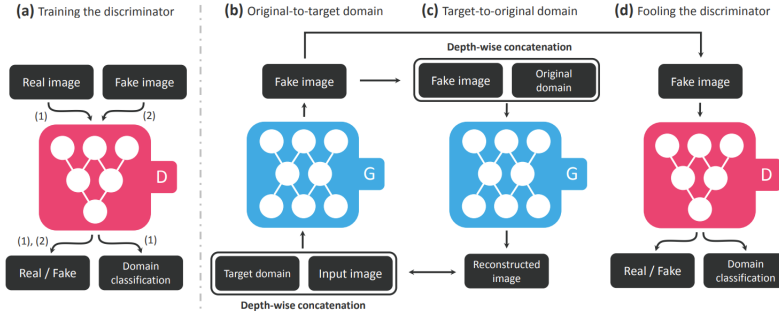 (a) Training the discriminator
(b) Original-to-target domain
(c) Target-to-original domain
(d) Fooling the discriminator
Real image
Fake image
(1)
(2)
D
(1), (2)
(1)
Real / Fake
Domain
classification
Fake image
G
Target domain
Input image
Depth-wise concatenation
Depth-wise concatenation
Fake image
Original
domain
G
Reconstructed
image
Fake image
D
Real / Fake
Domain
classification